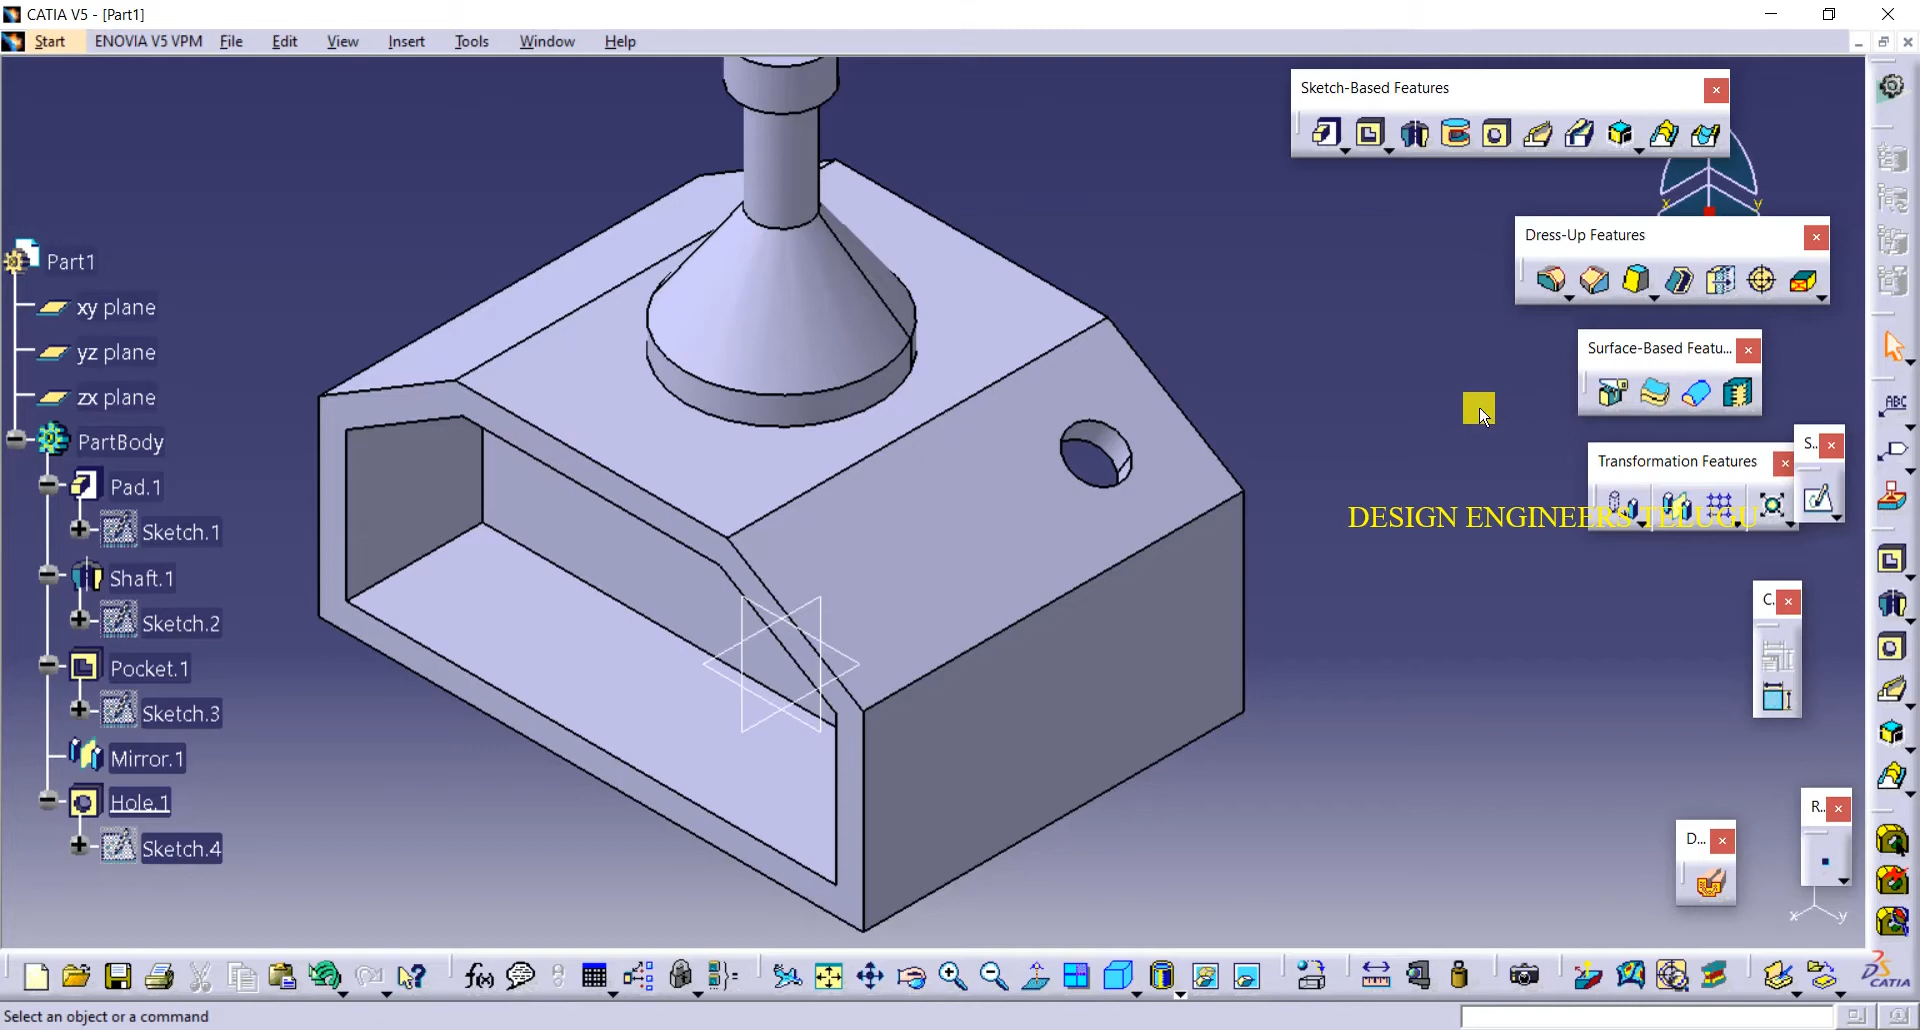 CATIA V5 - [Part1]
Start ENOVIA V5 VPM File Edit View Insert Tools Window Help
Sketch-Based Features
Dress-Up Features
Surface-Based Featu...
Transformation Features
S..
DESIGN ENGINEERS TELUGU
C.
R..
D...
Part1
xy plane
yz plane
zx plane
PartBody
Pad.1
Sketch.1
Shaft.1
Sketch.2
Pocket.1
Sketch.3
Mirror.1
Hole.1
Sketch.4
x y
x y
ABC
f(x)
CATIA
Select an object or a command